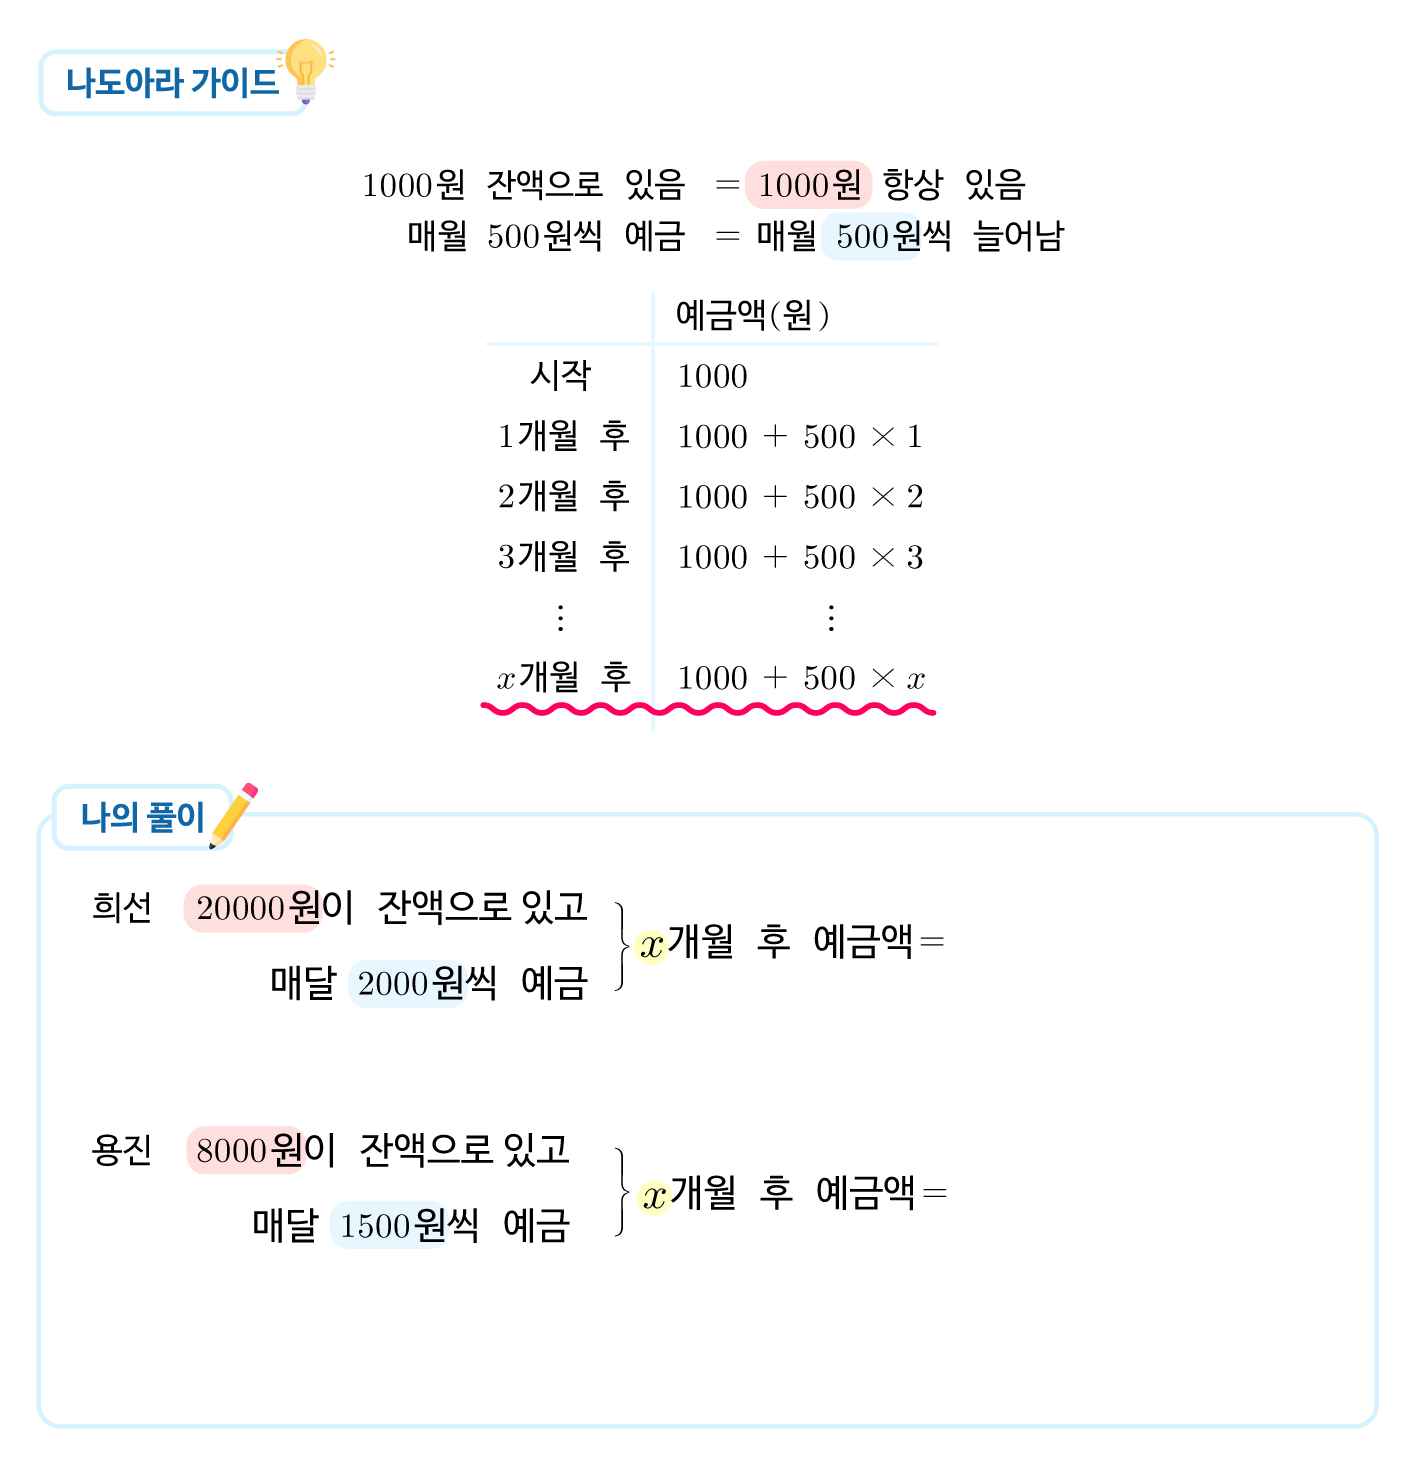 나도아라 가이드
1000원 잔액으로 있음 = 1000원 항상 있음
매월 500원씩 예금 = 매월 500원씩 늘어남
예금액(원)
시작 1000
1개월 후 1000 + 500 × 1
2개월 후 1000 + 500 × 2
3개월 후 1000 + 500 × 3
⋮ ⋮
x개월 후 1000 + 500 × x
나의 풀이
희선 20000원이 잔액으로 있고
매달 2000원씩 예금
x개월 후 예금액=
용진 8000원이 잔액으로 있고
매달 1500원씩 예금
x개월 후 예금액=